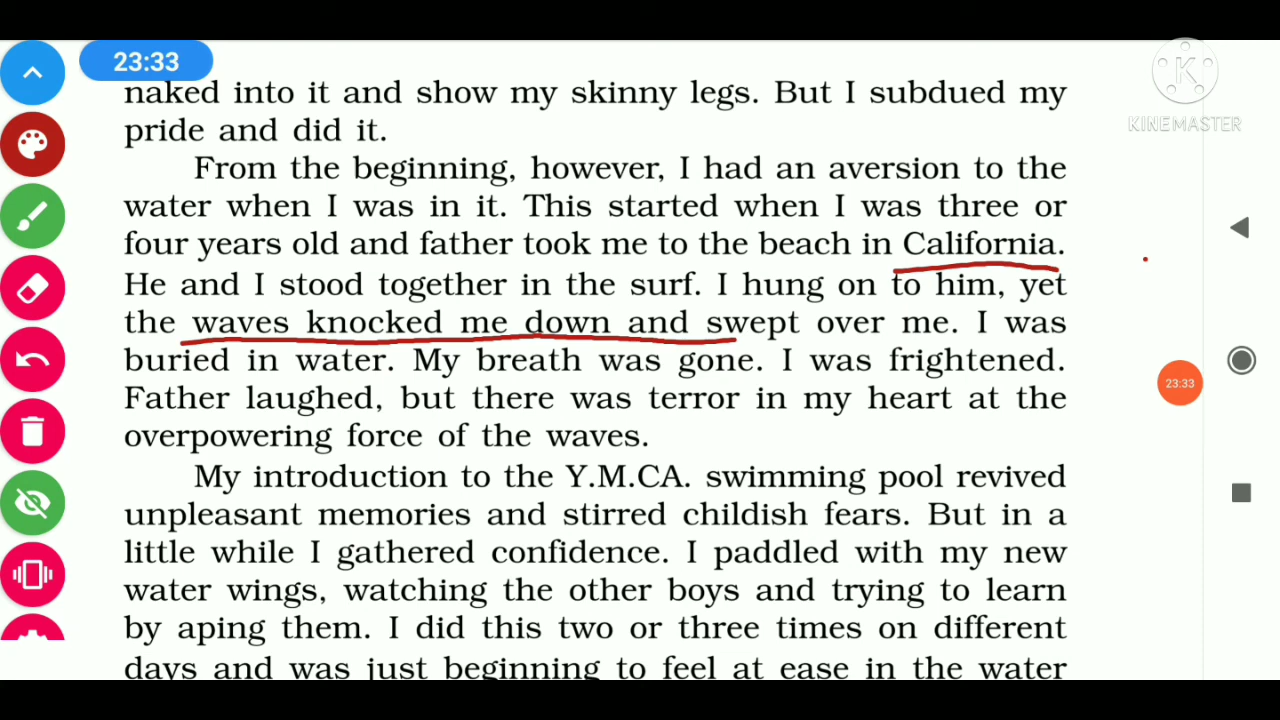 23:33
KINEMASTER
naked into it and show my skinny legs. But I subdued my
pride and did it.
From the beginning, however, I had an aversion to the
water when I was in it. This started when I was three or
four years old and father took me to the beach in California.
He and I stood together in the surf. I hung on to him, yet
the waves knocked me down and swept over me. I was
buried in water. My breath was gone. I was frightened.
23:33
Father laughed, but there was terror in my heart at the
overpowering force of the waves.
My introduction to the Y.M.CA. swimming pool revived
unpleasant memories and stirred childish fears. But in a
little while I gathered confidence. I paddled with my new
water wings, watching the other boys and trying to learn
by aping them. I did this two or three times on different
days and was just beginning to feel at ease in the water